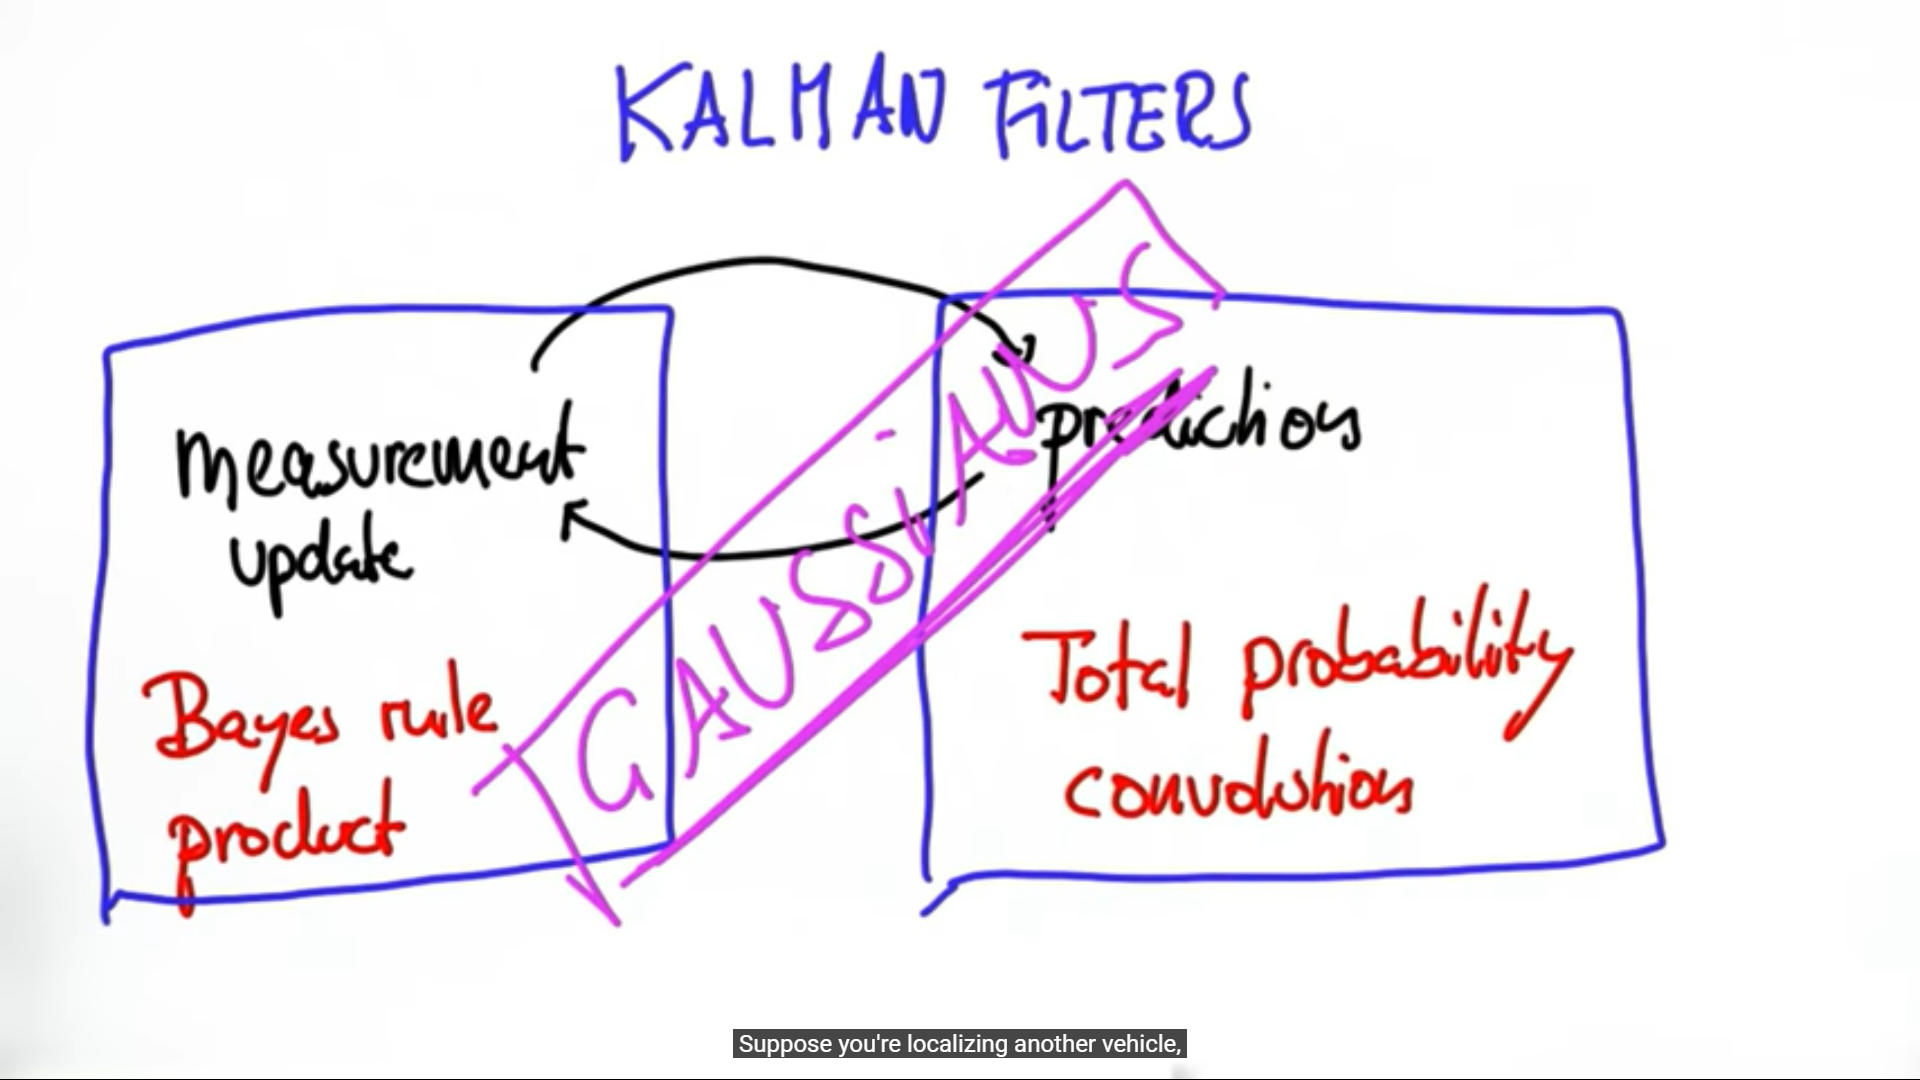 KALMAN FILTERS
measurement
update
Bayes rule
product
GAUSSIANS
prediction
Total probability
convolution
Suppose you're localizing another vehicle,